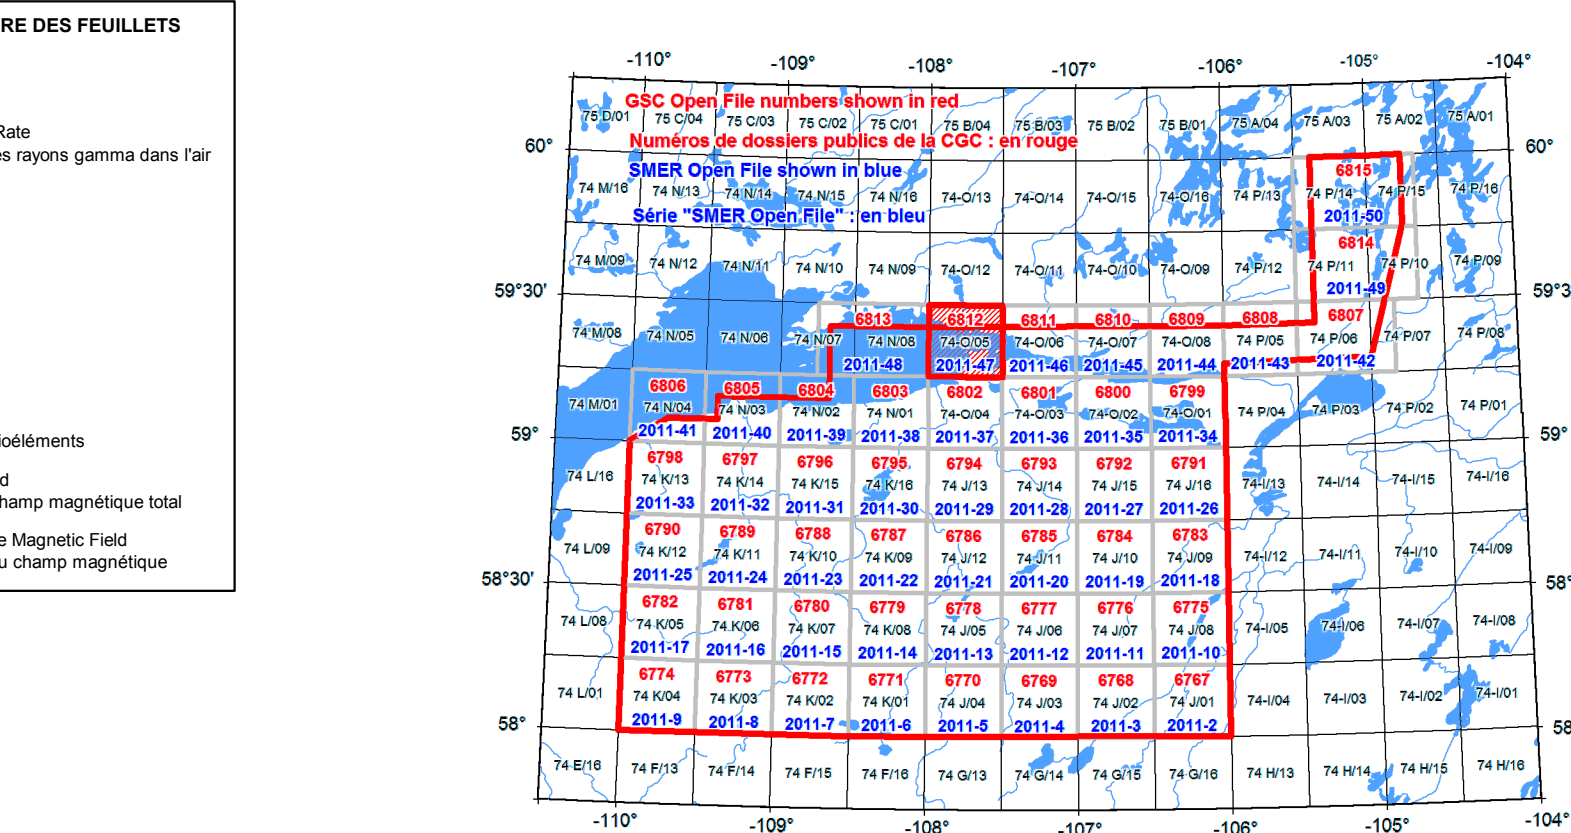 RE DES FEUILLETS
Rate
es rayons gamma dans l'air
ioéléments
d
hamp magnétique total
e Magnetic Field
u champ magnétique
-110° -109° -108° -107° -106° -105° -104°
GSC Open File numbers shown in red
75 D/01 75 C/04 75 C/03 75 C/02 75 C/01 75 B/04 75 B/03 75 B/02 75 B/01 75 A/04 75 A/03 75 A/02 75 A/01
Numéros de dossiers publics de la CGC : en rouge
60° 60°
SMER Open File shown in blue
6815
74 M/16 74 N/13 74 N/14 74 N/15 74 N/16 74-O/13 74-O/14 74-O/15 74-O/16 74 P/13 74 P/14 74 P/15 74 P/16
Série "SMER Open File" : en bleu
2011-50
6814
74 M/09 74 N/12 74 N/11 74 N/10 74 N/09 74-O/12 74-O/11 74-O/10 74-O/09 74 P/12 74 P/11 74 P/10 74 P/09
2011-49
59°30' 59°3
6813 6812 6811 6810 6809 6808 6807
74 M/08 74 N/05 74 N/06 74 N/07 74 N/08 74-O/05 74-O/06 74-O/07 74-O/08 74 P/05 74 P/06 74 P/07 74 P/08
2011-48 2011-47 2011-46 2011-45 2011-44 2011-43 2011-42
6806 6805 6804 6803 6802 6801 6800 6799
74 M/01 74 N/04 74 N/03 74 N/02 74 N/01 74-O/04 74-O/03 74-O/02 74-O/01 74 P/04 74 P/03 74 P/02 74 P/01
2011-41 2011-40 2011-39 2011-38 2011-37 2011-36 2011-35 2011-34
59° 59°
6798 6797 6796 6795 6794 6793 6792 6791
74 L/16 74 K/13 74 K/14 74 K/15 74 K/16 74 J/13 74 J/14 74 J/15 74 J/16 74-I/13 74-I/14 74-I/15 74-I/16
2011-33 2011-32 2011-31 2011-30 2011-29 2011-28 2011-27 2011-26
6790 6789 6788 6787 6786 6785 6784 6783
74 L/09 74 K/12 74 K/11 74 K/10 74 K/09 74 J/12 74 J/11 74 J/10 74 J/09 74-I/12 74-I/11 74-I/10 74-I/09
2011-25 2011-24 2011-23 2011-22 2011-21 2011-20 2011-19 2011-18
58°30' 58°
6782 6781 6780 6779 6778 6777 6776 6775
74 L/08 74 K/05 74 K/06 74 K/07 74 K/08 74 J/05 74 J/06 74 J/07 74 J/08 74-I/05 74-I/06 74-I/07 74-I/08
2011-17 2011-16 2011-15 2011-14 2011-13 2011-12 2011-11 2011-10
6774 6773 6772 6771 6770 6769 6768 6767
74 L/01 74 K/04 74 K/03 74 K/02 74 K/01 74 J/04 74 J/03 74 J/02 74 J/01 74-I/04 74-I/03 74-I/02 74-I/01
2011-9 2011-8 2011-7 2011-6 2011-5 2011-4 2011-3 2011-2
58° 58
74 E/16 74 F/13 74 F/14 74 F/15 74 F/16 74 G/13 74 G/14 74 G/15 74 G/16 74 H/13 74 H/14 74 H/15 74 H/16
-110° -109° -108° -107° -106° -105° -104°